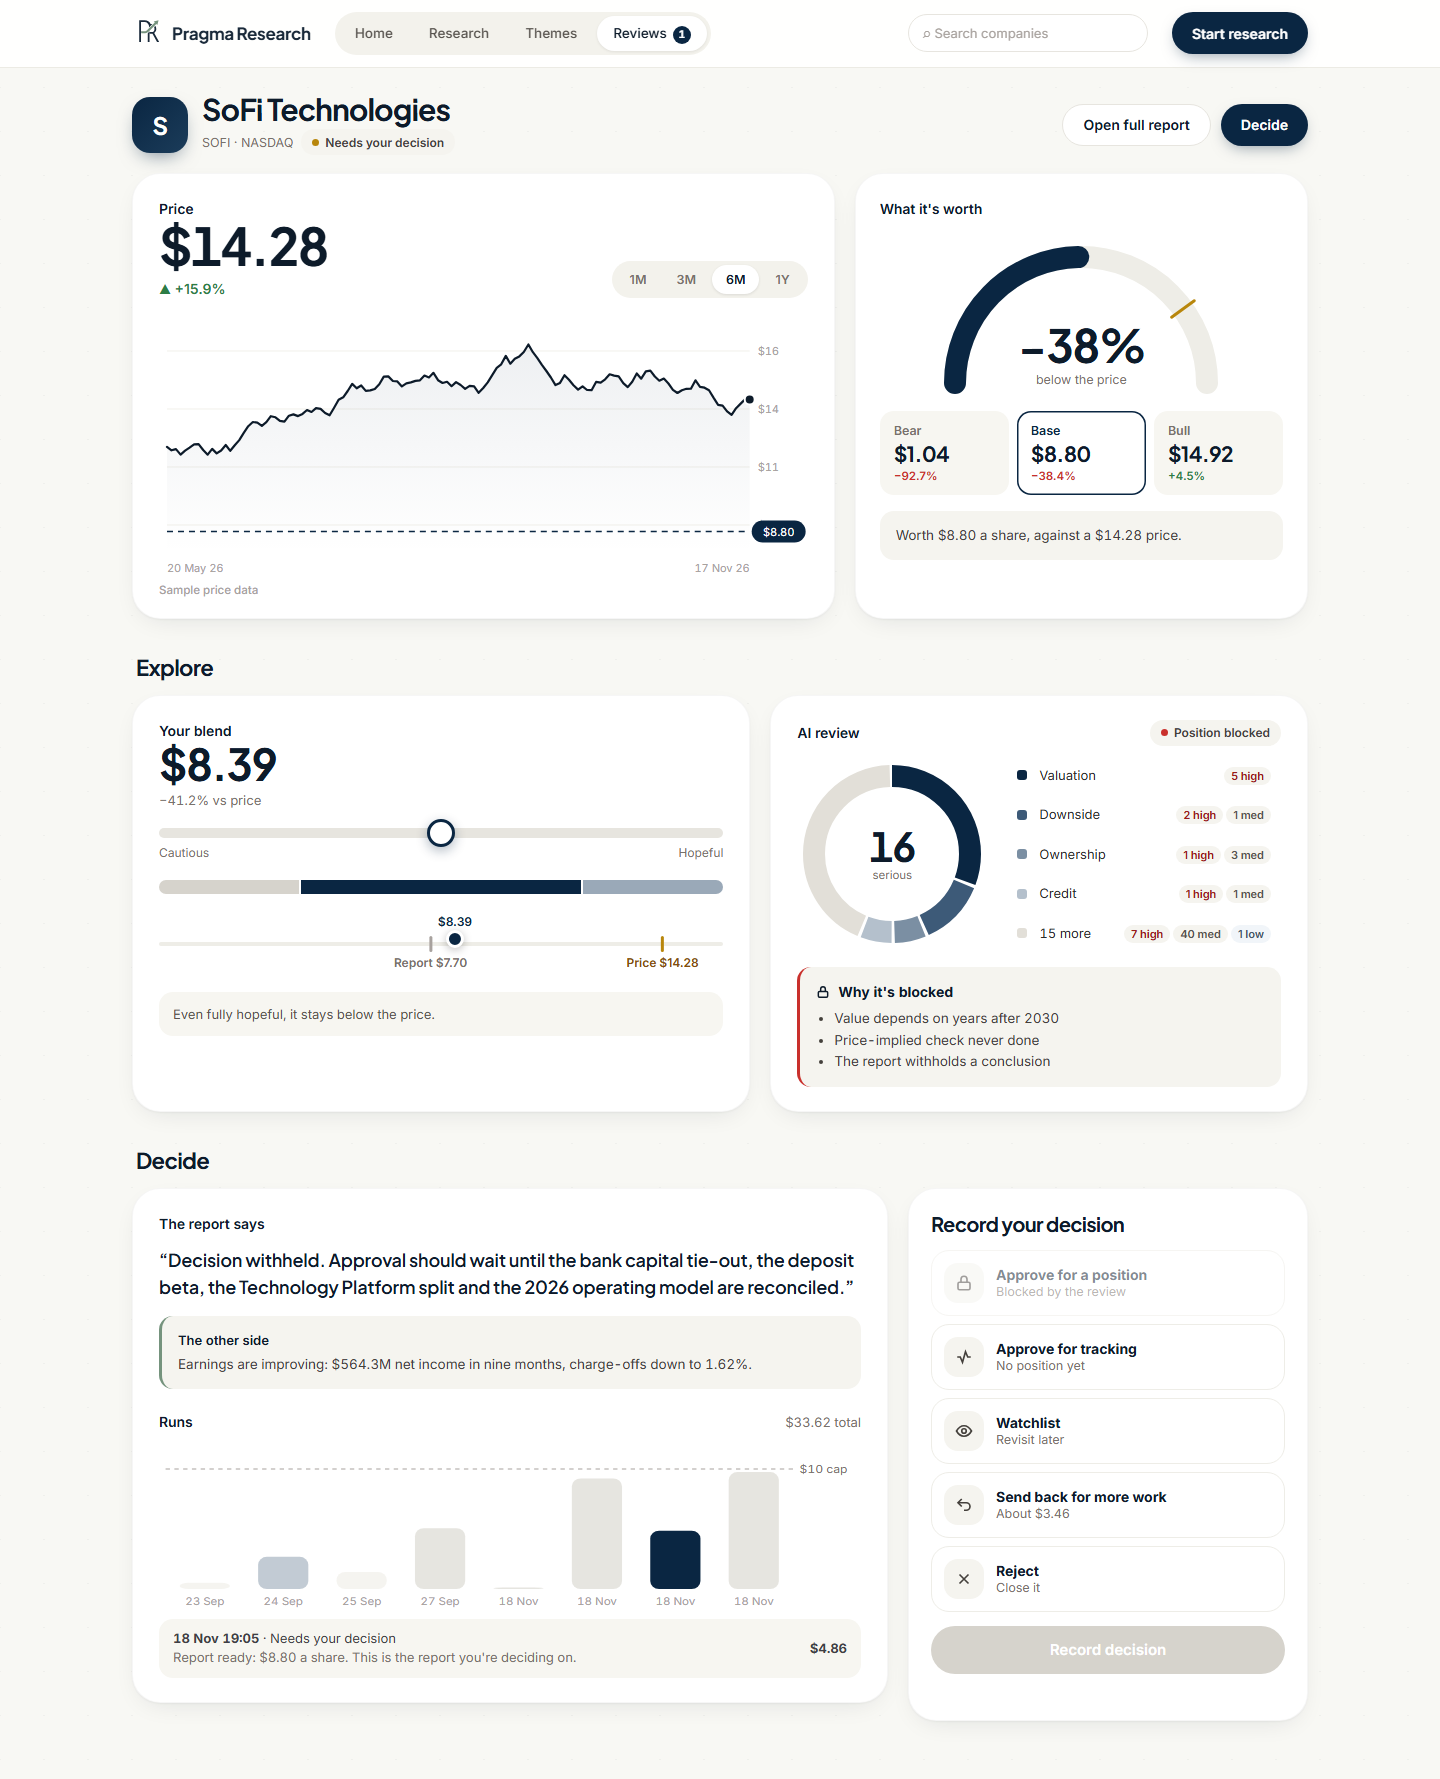 Pragma Research
Home
Research
Themes
Reviews 1
Search companies
Start research
S
SoFi Technologies
SOFI · NASDAQ
Needs your decision
Open full report
Decide
Price
$14.28
▲ +15.9%
1M
3M
6M
1Y
$16
$14
$11
$8.80
20 May 26
17 Nov 26
Sample price data
What it's worth
−38%
below the price
Bear
$1.04
−92.7%
Base
$8.80
−38.4%
Bull
$14.92
+4.5%
Worth $8.80 a share, against a $14.28 price.
Explore
Your blend
$8.39
−41.2% vs price
Cautious
Hopeful
$8.39
Report $7.70
Price $14.28
Even fully hopeful, it stays below the price.
AI review
Position blocked
16
serious
Valuation
5 high
Downside
2 high
1 med
Ownership
1 high
3 med
Credit
1 high
1 med
15 more
7 high
40 med
1 low
Why it's blocked
• Value depends on years after 2030
• Price-implied check never done
• The report withholds a conclusion
Decide
The report says
“Decision withheld. Approval should wait until the bank capital tie-out, the deposit
beta, the Technology Platform split and the 2026 operating model are reconciled.”
The other side
Earnings are improving: $564.3M net income in nine months, charge-offs down to 1.62%.
Runs
$33.62 total
$10 cap
23 Sep
24 Sep
25 Sep
27 Sep
18 Nov
18 Nov
18 Nov
18 Nov
18 Nov 19:05 · Needs your decision
Report ready: $8.80 a share. This is the report you're deciding on.
$4.86
Record your decision
Approve for a position
Blocked by the review
Approve for tracking
No position yet
Watchlist
Revisit later
Send back for more work
About $3.46
Reject
Close it
Record decision